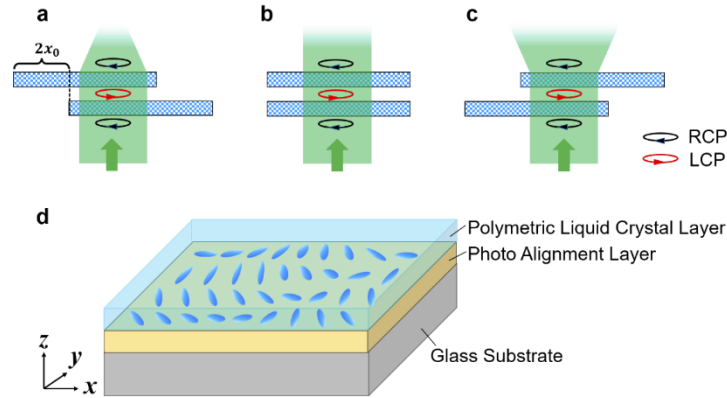 a
b
c
2x₀
RCP
LCP
d
Polymetric Liquid Crystal Layer
Photo Alignment Layer
Glass Substrate
z
y
x